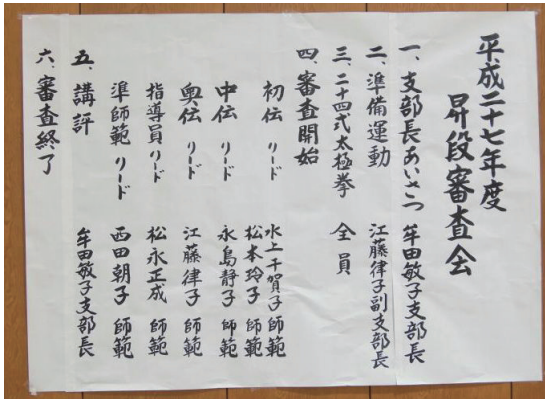 平成二十七年度
昇段審査会
一、支部長あいさつ 牟田敏子支部長
二、準備運動 江藤律子副支部長
三、二十四式太極拳 全員
四、審査開始
初伝 リード 水上千賀子師範
松本玲子 師範
中伝 リード 永島静子 師範
奥伝 リード 江藤律子 師範
指導員リード 松永正成 師範
準師範 リード 西田朝子 師範
五、講評 牟田敏子支部長
六、審査終了